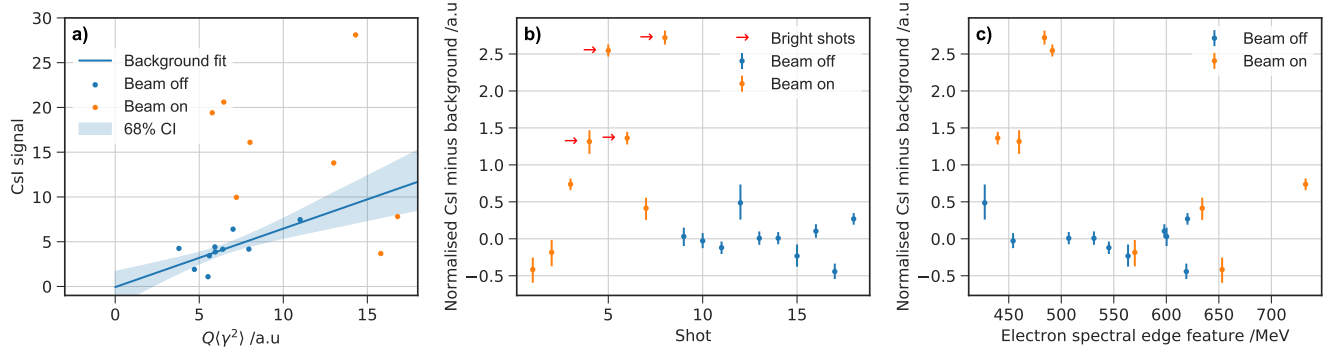 a)
Background fit
Beam off
Beam on
68% CI
30
25
20
15
10
5
0
0 5 10 15
CsI signal
Q⟨γ²⟩ /a.u
b)
Bright shots
Beam off
Beam on
2.5
2.0
1.5
1.0
0.5
0.0
−0.5
5 10 15
Normalised CsI minus background /a.u
Shot
c)
Beam off
Beam on
2.5
2.0
1.5
1.0
0.5
0.0
−0.5
450 500 550 600 650 700
Normalised CsI minus background /a.u
Electron spectral edge feature /MeV